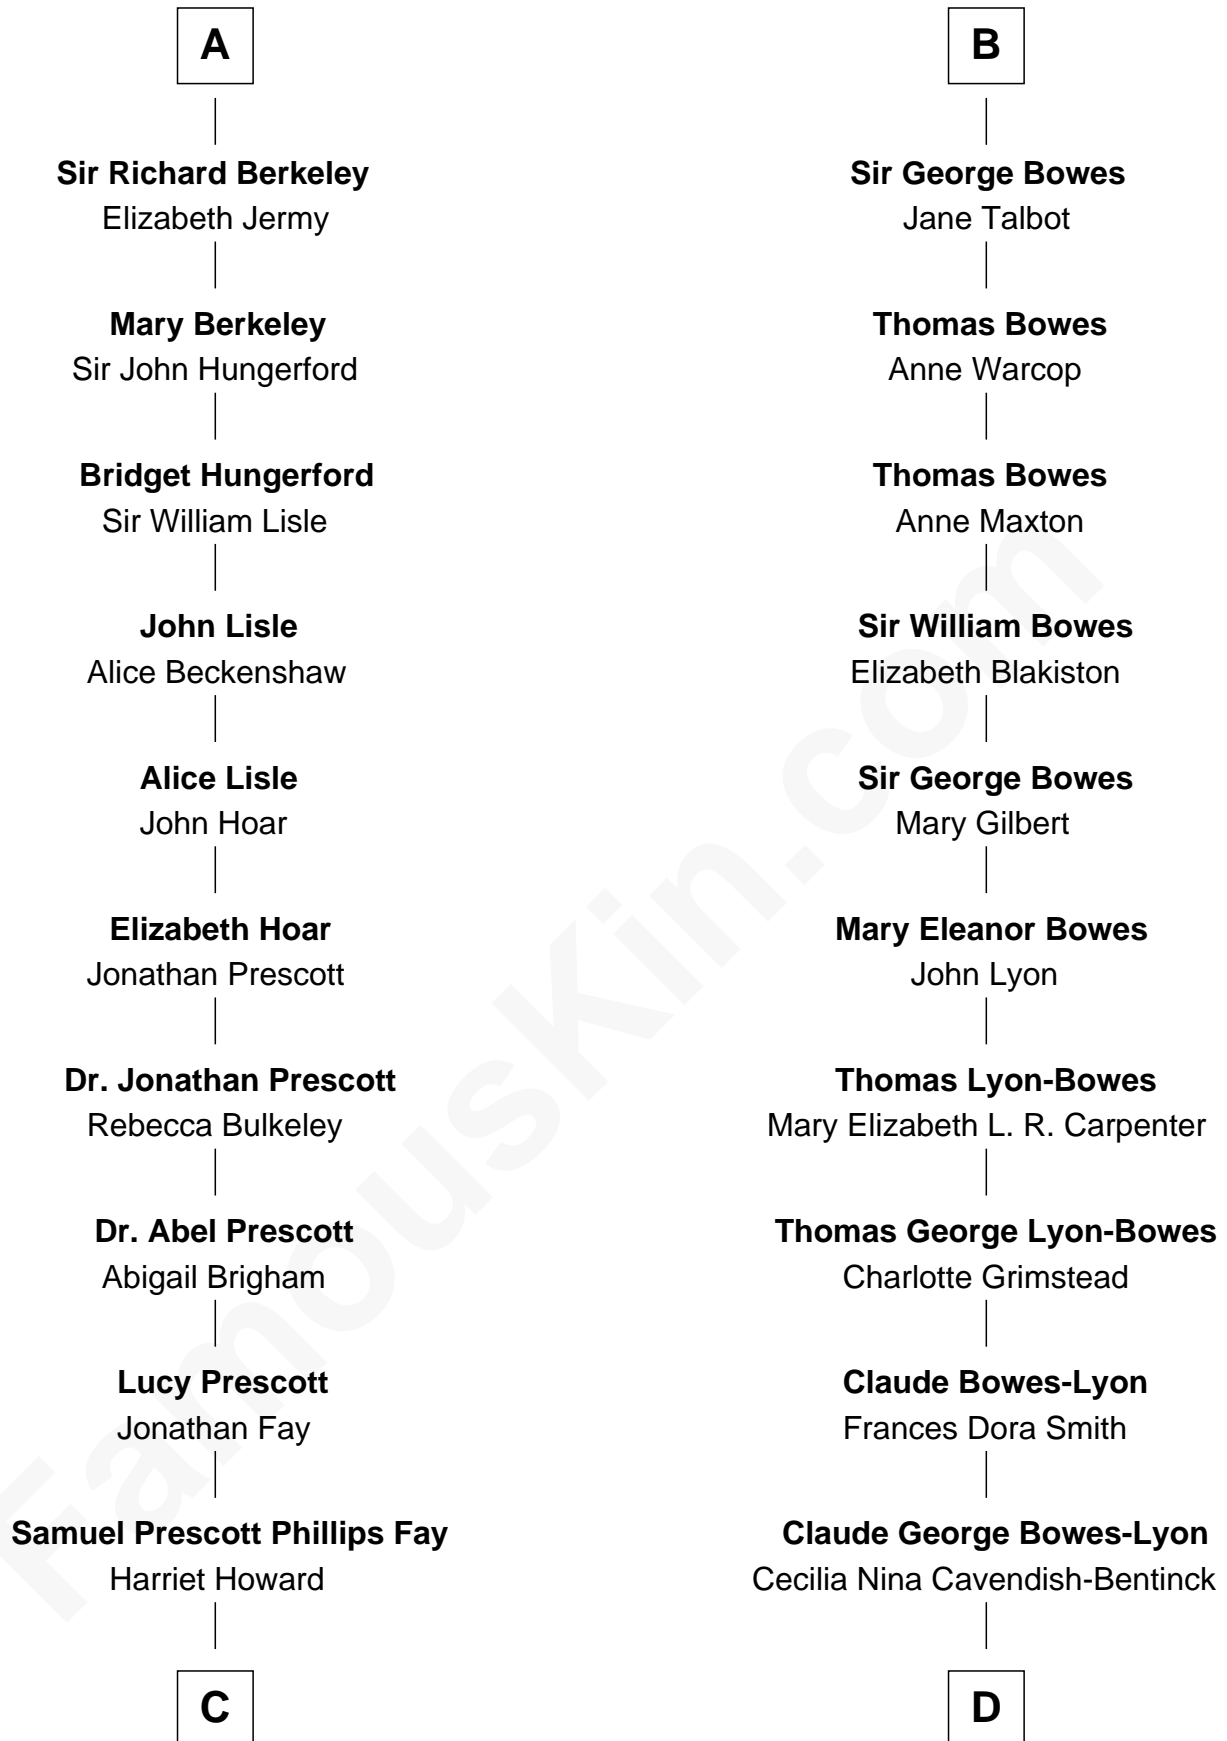 A
Sir Richard Berkeley
Elizabeth Jermy
Mary Berkeley
Sir John Hungerford
Bridget Hungerford
Sir William Lisle
John Lisle
Alice Beckenshaw
Alice Lisle
John Hoar
Elizabeth Hoar
Jonathan Prescott
Dr. Jonathan Prescott
Rebecca Bulkeley
Dr. Abel Prescott
Abigail Brigham
Lucy Prescott
Jonathan Fay
Samuel Prescott Phillips Fay
Harriet Howard
C
B
Sir George Bowes
Jane Talbot
Thomas Bowes
Anne Warcop
Thomas Bowes
Anne Maxton
Sir William Bowes
Elizabeth Blakiston
Sir George Bowes
Mary Gilbert
Mary Eleanor Bowes
John Lyon
Thomas Lyon-Bowes
Mary Elizabeth L. R. Carpenter
Thomas George Lyon-Bowes
Charlotte Grimstead
Claude Bowes-Lyon
Frances Dora Smith
Claude George Bowes-Lyon
Cecilia Nina Cavendish-Bentinck
D
FamousKin.com